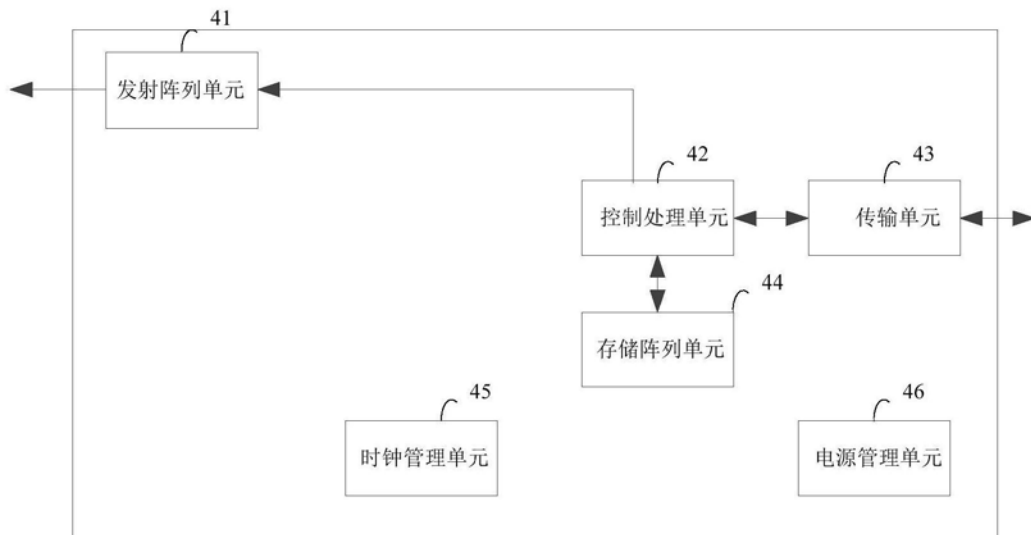 41
发射阵列单元
42
43
控制处理单元
传输单元
44
存储阵列单元
45
46
时钟管理单元
电源管理单元